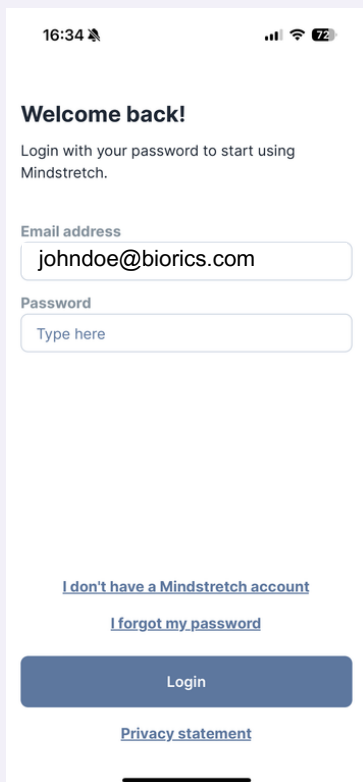 16:34
72
Welcome back!
Login with your password to start using
Mindstretch.
Email address
johndoe@biorics.com
Password
Type here
I don't have a Mindstretch account
I forgot my password
Login
Privacy statement